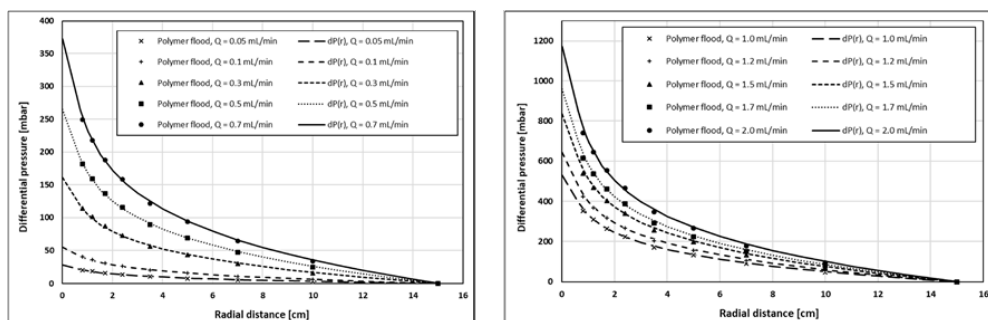 400
350
300
250
200
150
100
50
0
Differential pressure [mbar]
Polymer flood, Q = 0.05 mL/min dP(r), Q = 0.05 mL/min
Polymer flood, Q = 0.1 mL/min dP(r), Q = 0.1 mL/min
Polymer flood, Q = 0.3 mL/min dP(r), Q = 0.3 mL/min
Polymer flood, Q = 0.5 mL/min dP(r), Q = 0.5 mL/min
Polymer flood, Q = 0.7 mL/min dP(r), Q = 0.7 mL/min
0 2 4 6 8 10 12 14 16
Radial distance [cm]
1200
1000
800
600
400
200
0
Differential pressure [mbar]
Polymer flood, Q = 1.0 mL/min dP(r), Q = 1.0 mL/min
Polymer flood, Q = 1.2 mL/min dP(r), Q = 1.2 mL/min
Polymer flood, Q = 1.5 mL/min dP(r), Q = 1.5 mL/min
Polymer flood, Q = 1.7 mL/min dP(r), Q = 1.7 mL/min
Polymer flood, Q = 2.0 mL/min dP(r), Q = 2.0 mL/min
0 2 4 6 8 10 12 14 16
Radial distance [cm]